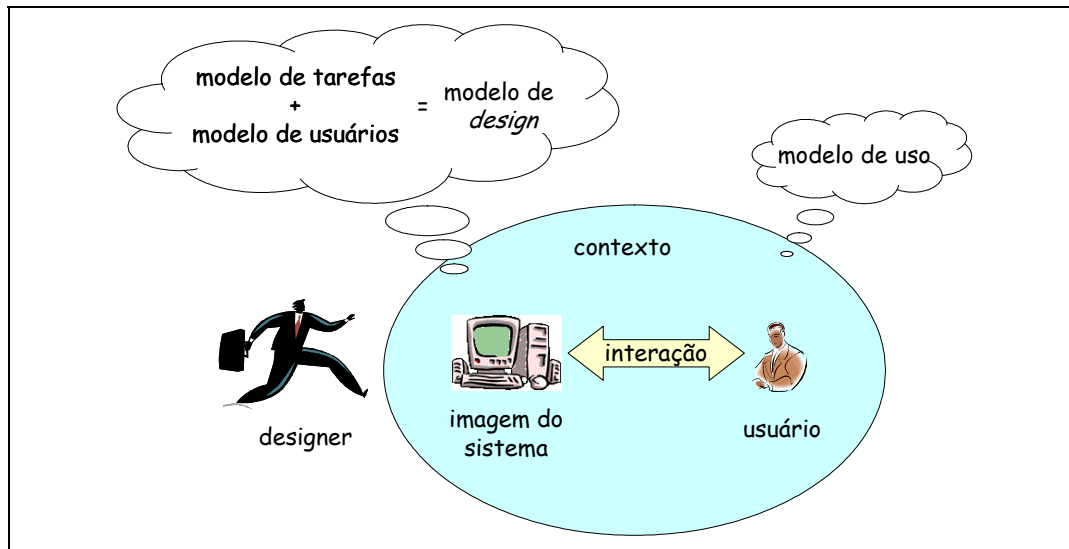 modelo de tarefas
+
modelo de usuários
=
modelo de
design
modelo de uso
contexto
interação
designer
imagem do
sistema
usuário